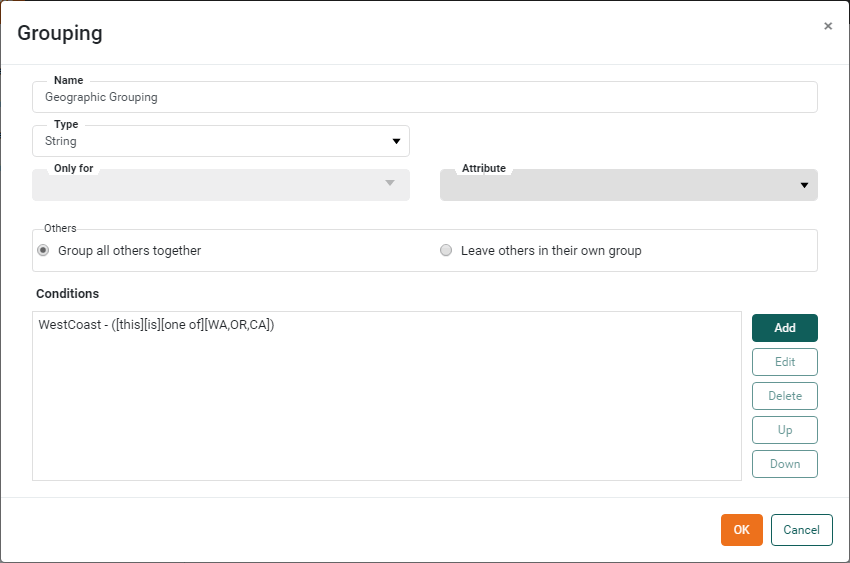 Grouping
×
Name
Geographic Grouping
Type
String
Only for
Attribute
Others
Group all others together
Leave others in their own group
Conditions
WestCoast - ([this][is][one of][WA,OR,CA])
Add
Edit
Delete
Up
Down
OK
Cancel